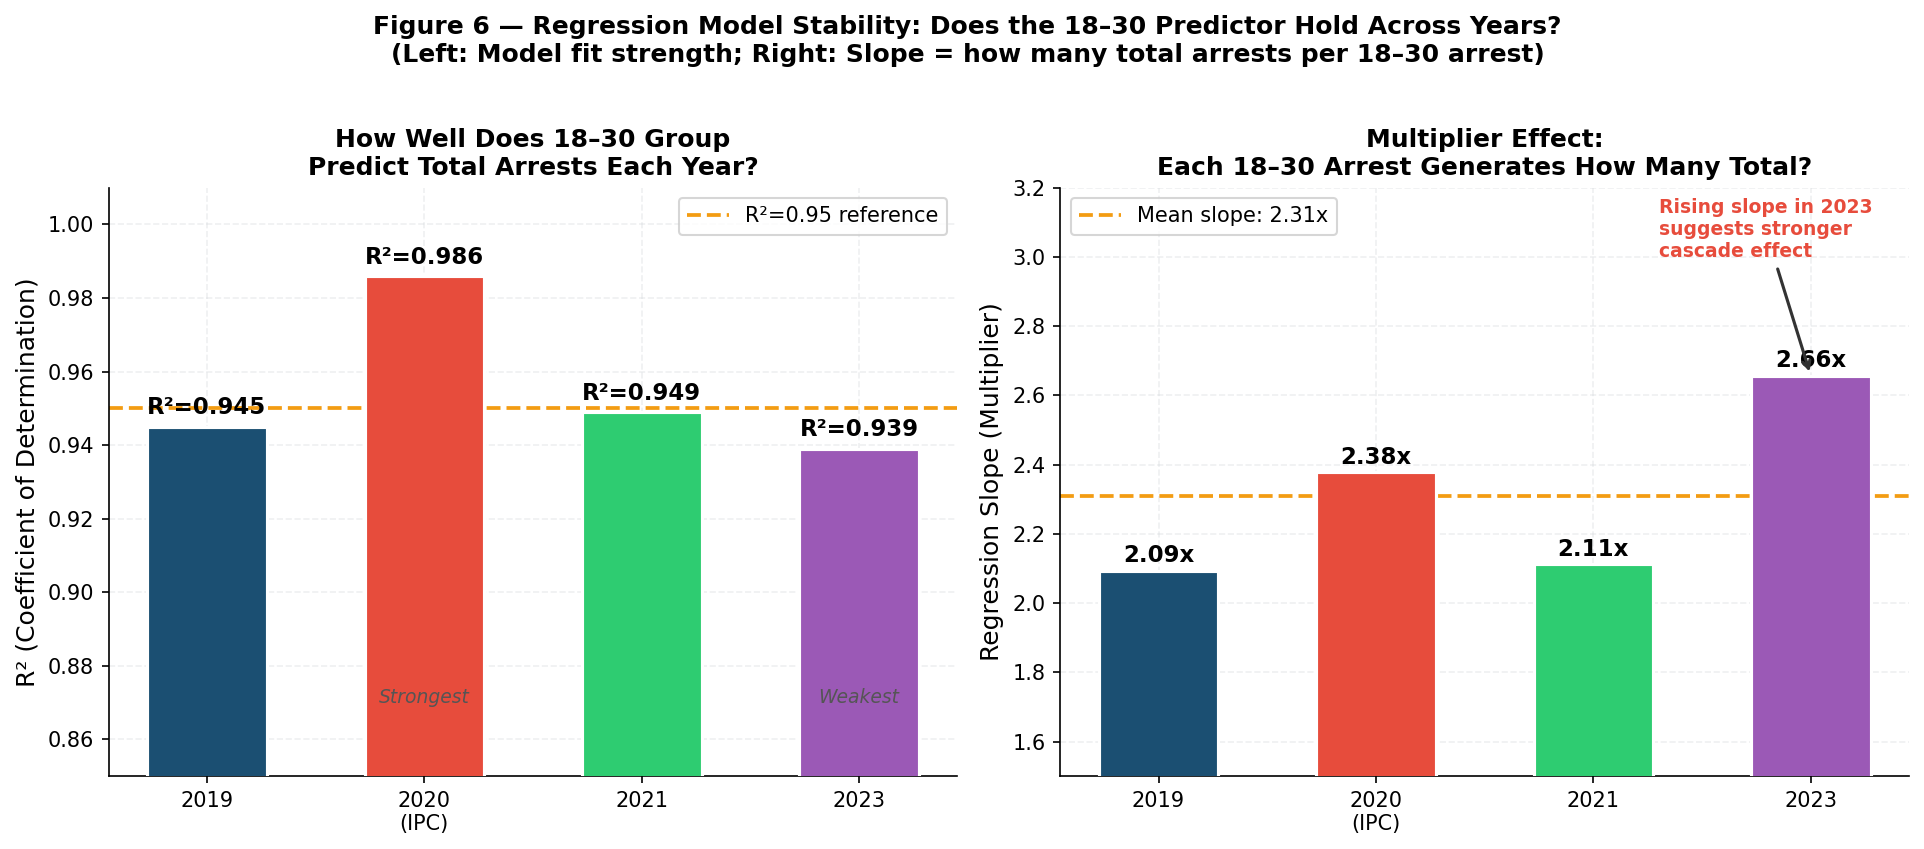 Figure 6 — Regression Model Stability: Does the 18–30 Predictor Hold Across Years?
(Left: Model fit strength; Right: Slope = how many total arrests per 18–30 arrest)
How Well Does 18–30 Group
Predict Total Arrests Each Year?
R² (Coefficient of Determination)
1.00
0.98
0.96
0.94
0.92
0.90
0.88
0.86
R²=0.95 reference
R²=0.945
R²=0.986
R²=0.949
R²=0.939
Strongest
Weakest
2019
2020
(IPC)
2021
2023
Multiplier Effect:
Each 18–30 Arrest Generates How Many Total?
Regression Slope (Multiplier)
3.2
3.0
2.8
2.6
2.4
2.2
2.0
1.8
1.6
Mean slope: 2.31x
Rising slope in 2023
suggests stronger
cascade effect
2.09x
2.38x
2.11x
2.66x
2019
2020
(IPC)
2021
2023